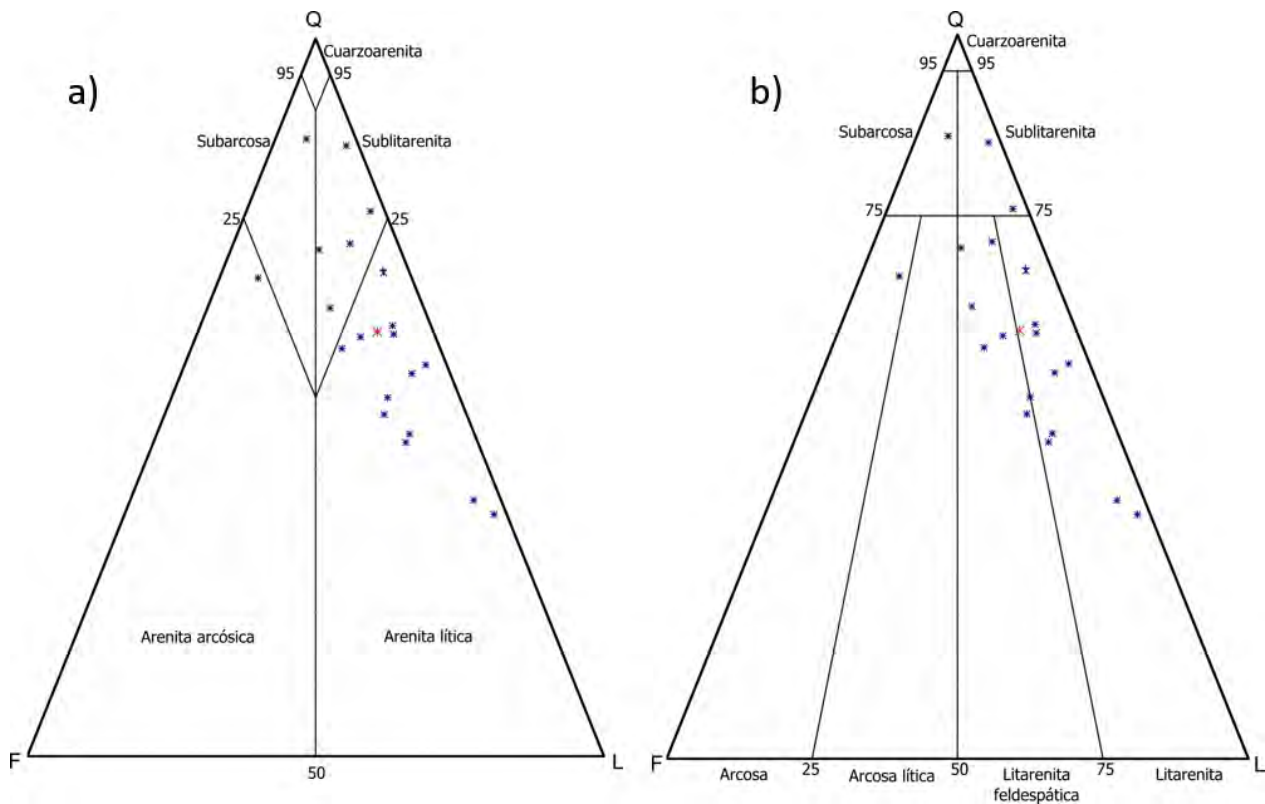 a)
Q
Cuarzoarenita
95 95
Subarcosa Sublitarenita
25 25
Arenita arcósica Arenita lítica
F 50 L
b)
Q
Cuarzoarenita
95 95
Subarcosa Sublitarenita
75 75
F 25 50 75 L
Arcosa Arcosa lítica Litarenita Litarenita
feldespática